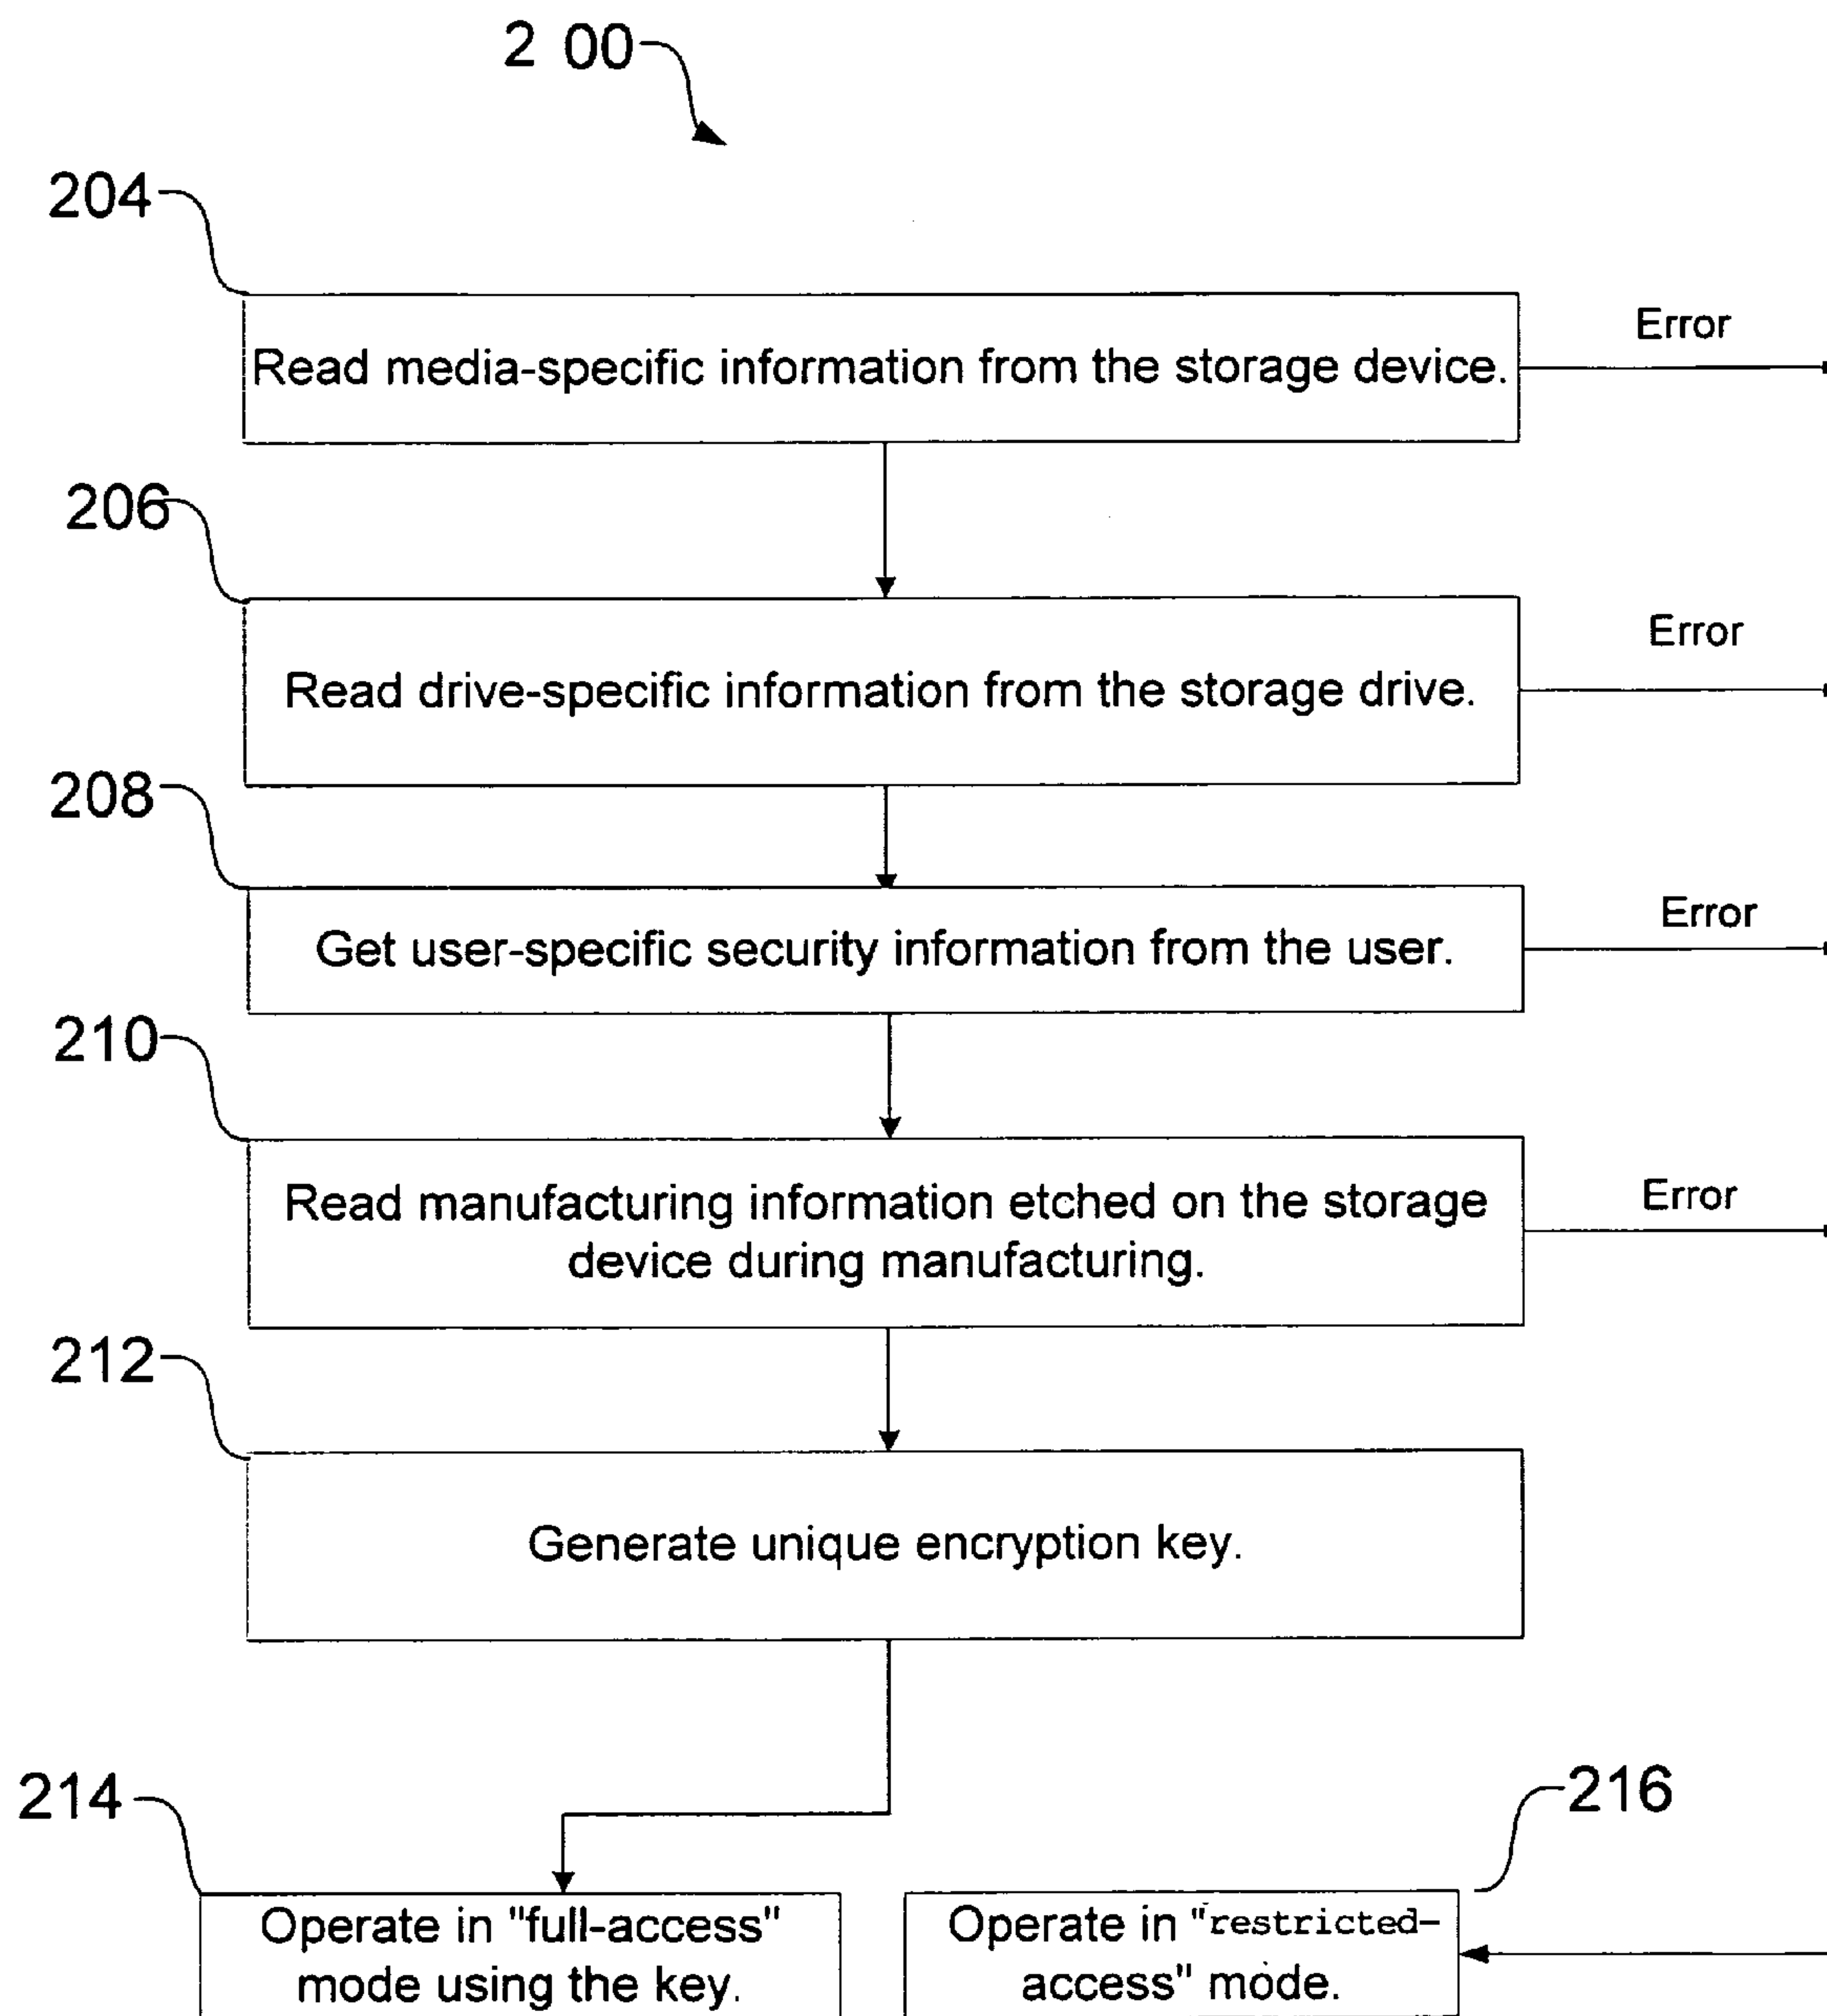 2 00
204
Read media-specific information from the storage device.
Error
206
Read drive-specific information from the storage drive.
Error
208
Get user-specific security information from the user.
Error
210
Read manufacturing information etched on the storage
device during manufacturing.
Error
212
Generate unique encryption key.
214
Operate in "full-access"
mode using the key.
216
Operate in "restricted-
access" mode.